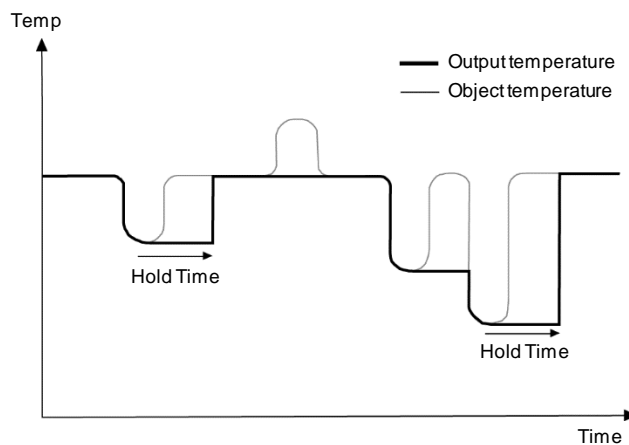 Temp
Output temperature
Object temperature
Hold Time
Hold Time
Time